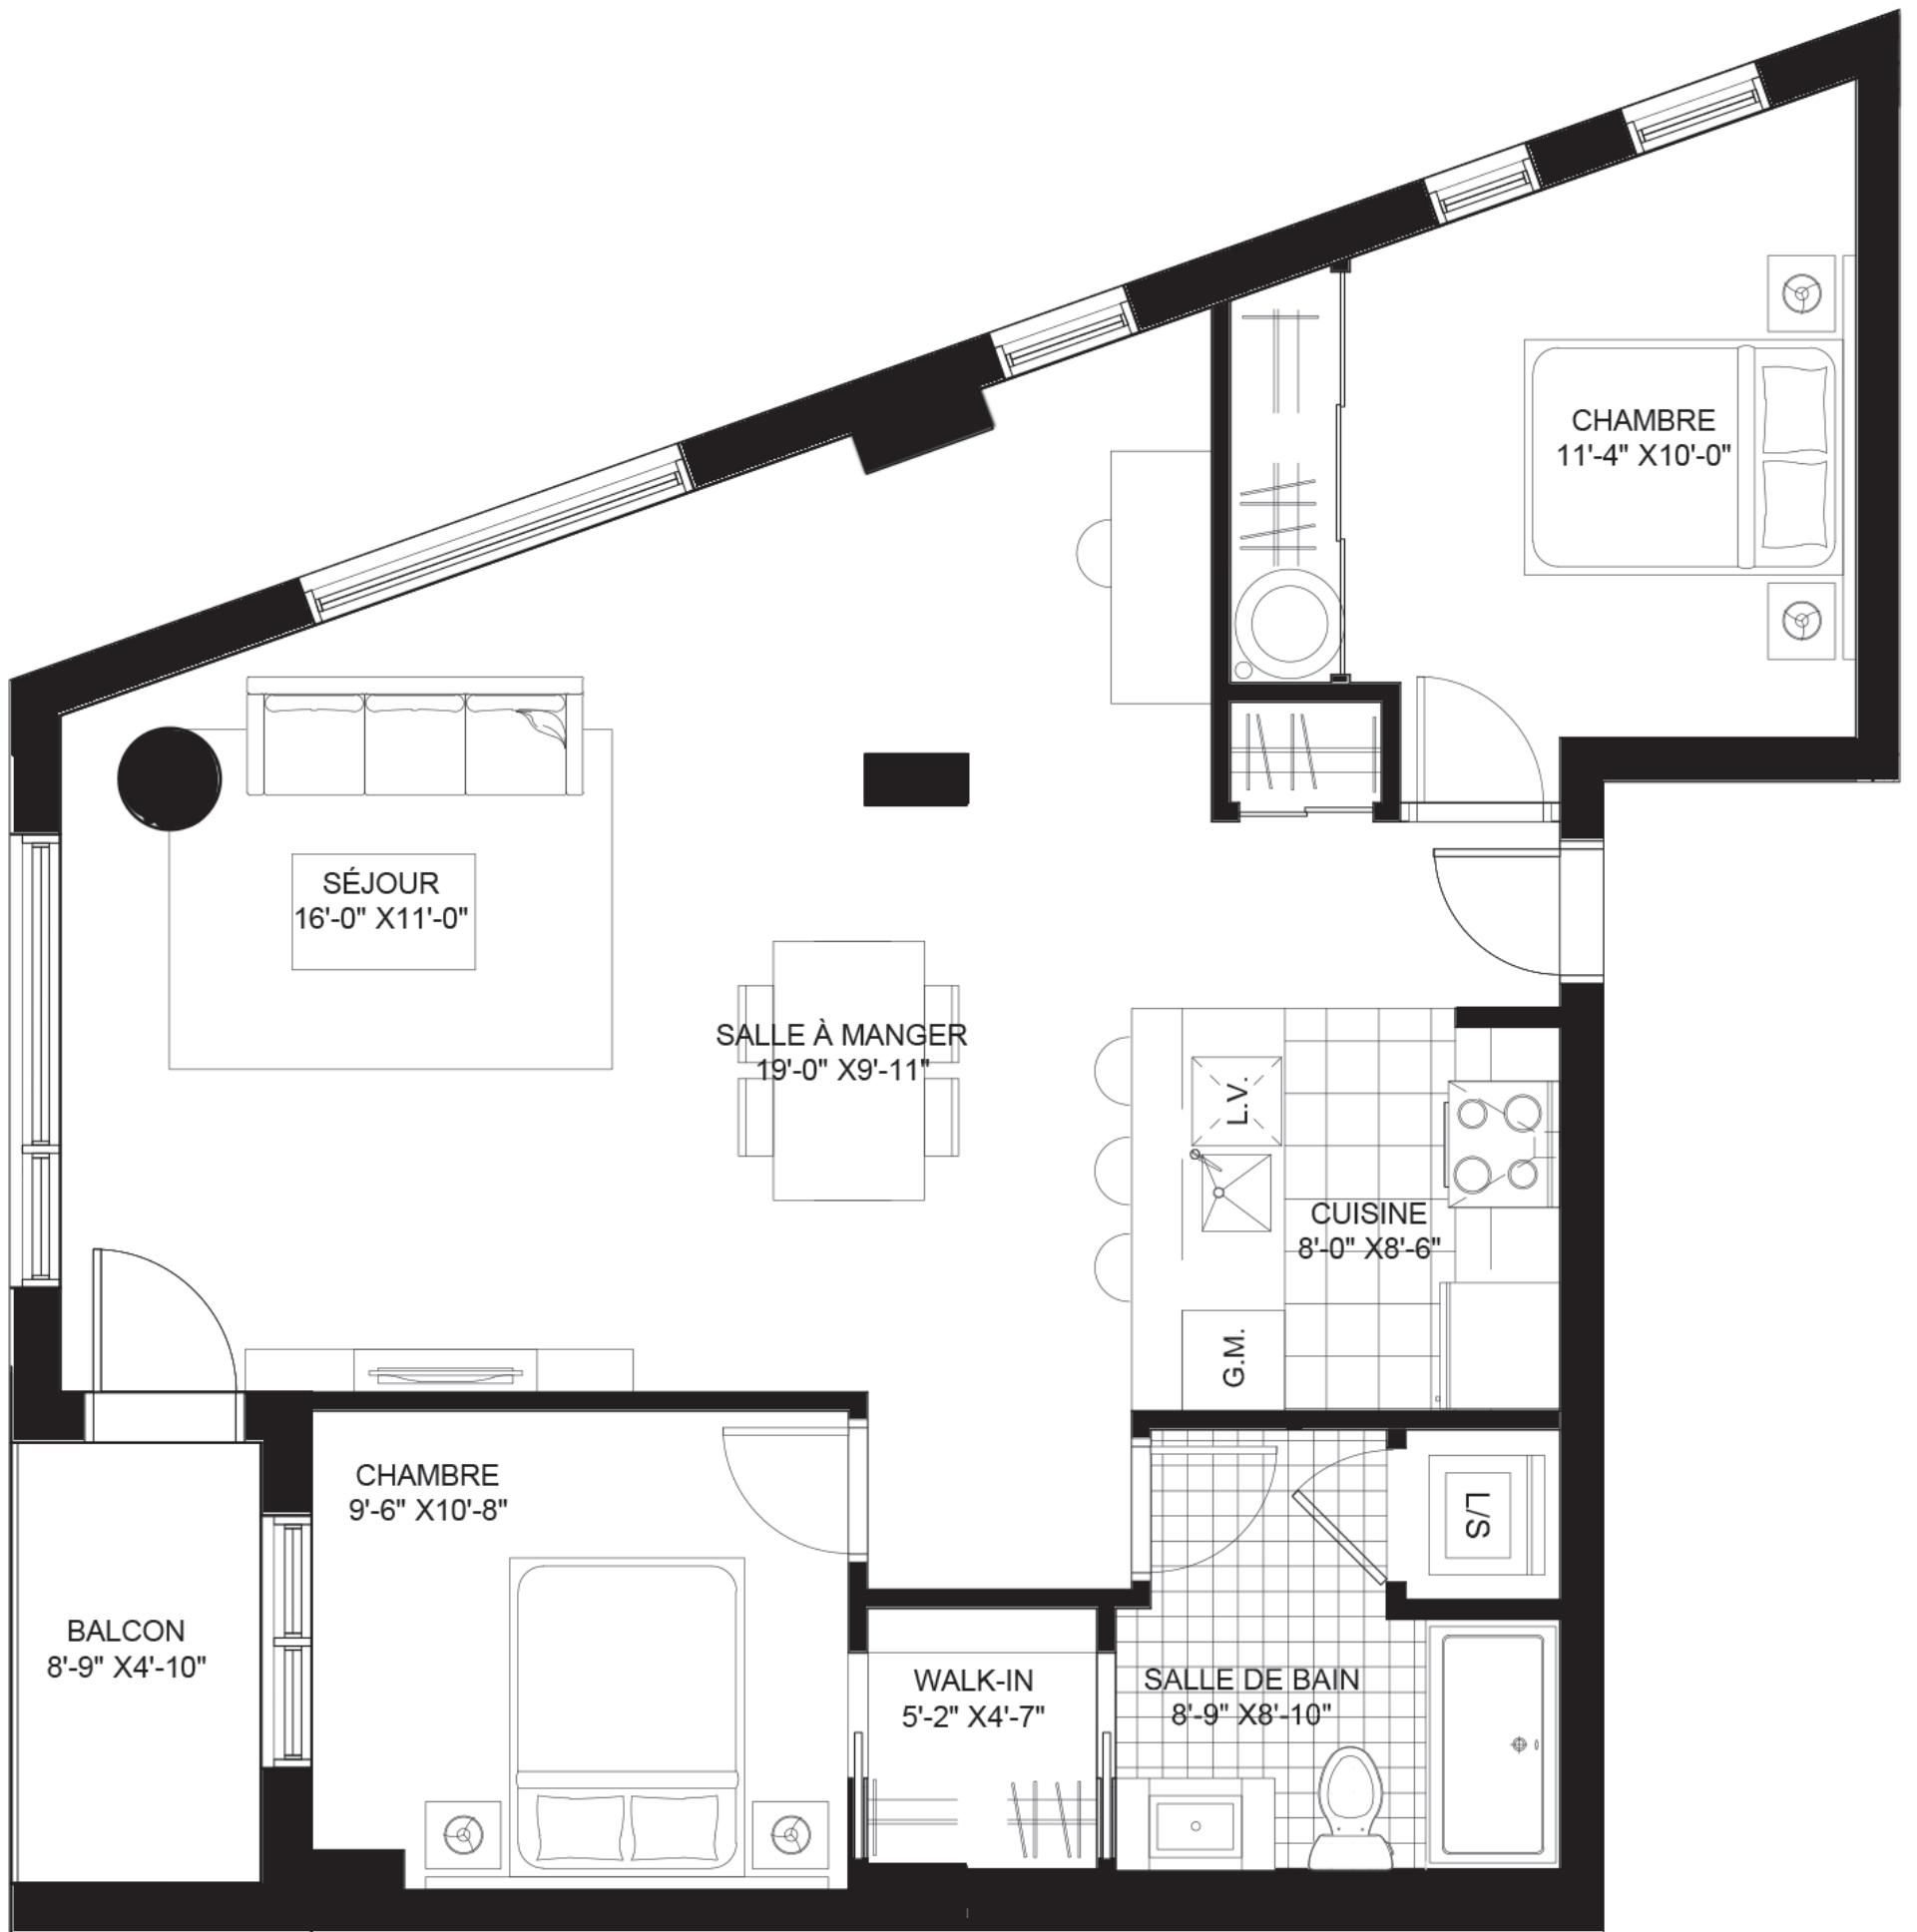 CHAMBRE
11'-4" X10'-0"
SÉJOUR
16'-0" X11'-0"
SALLE À MANGER
19'-0" X9'-11"
L.V.
CUISINE
8'-0" X8'-6"
G.M.
CHAMBRE
9'-6" X10'-8"
L/S
BALCON
8'-9" X4'-10"
WALK-IN
5'-2" X4'-7"
SALLE DE BAIN
8'-9" X8'-10"